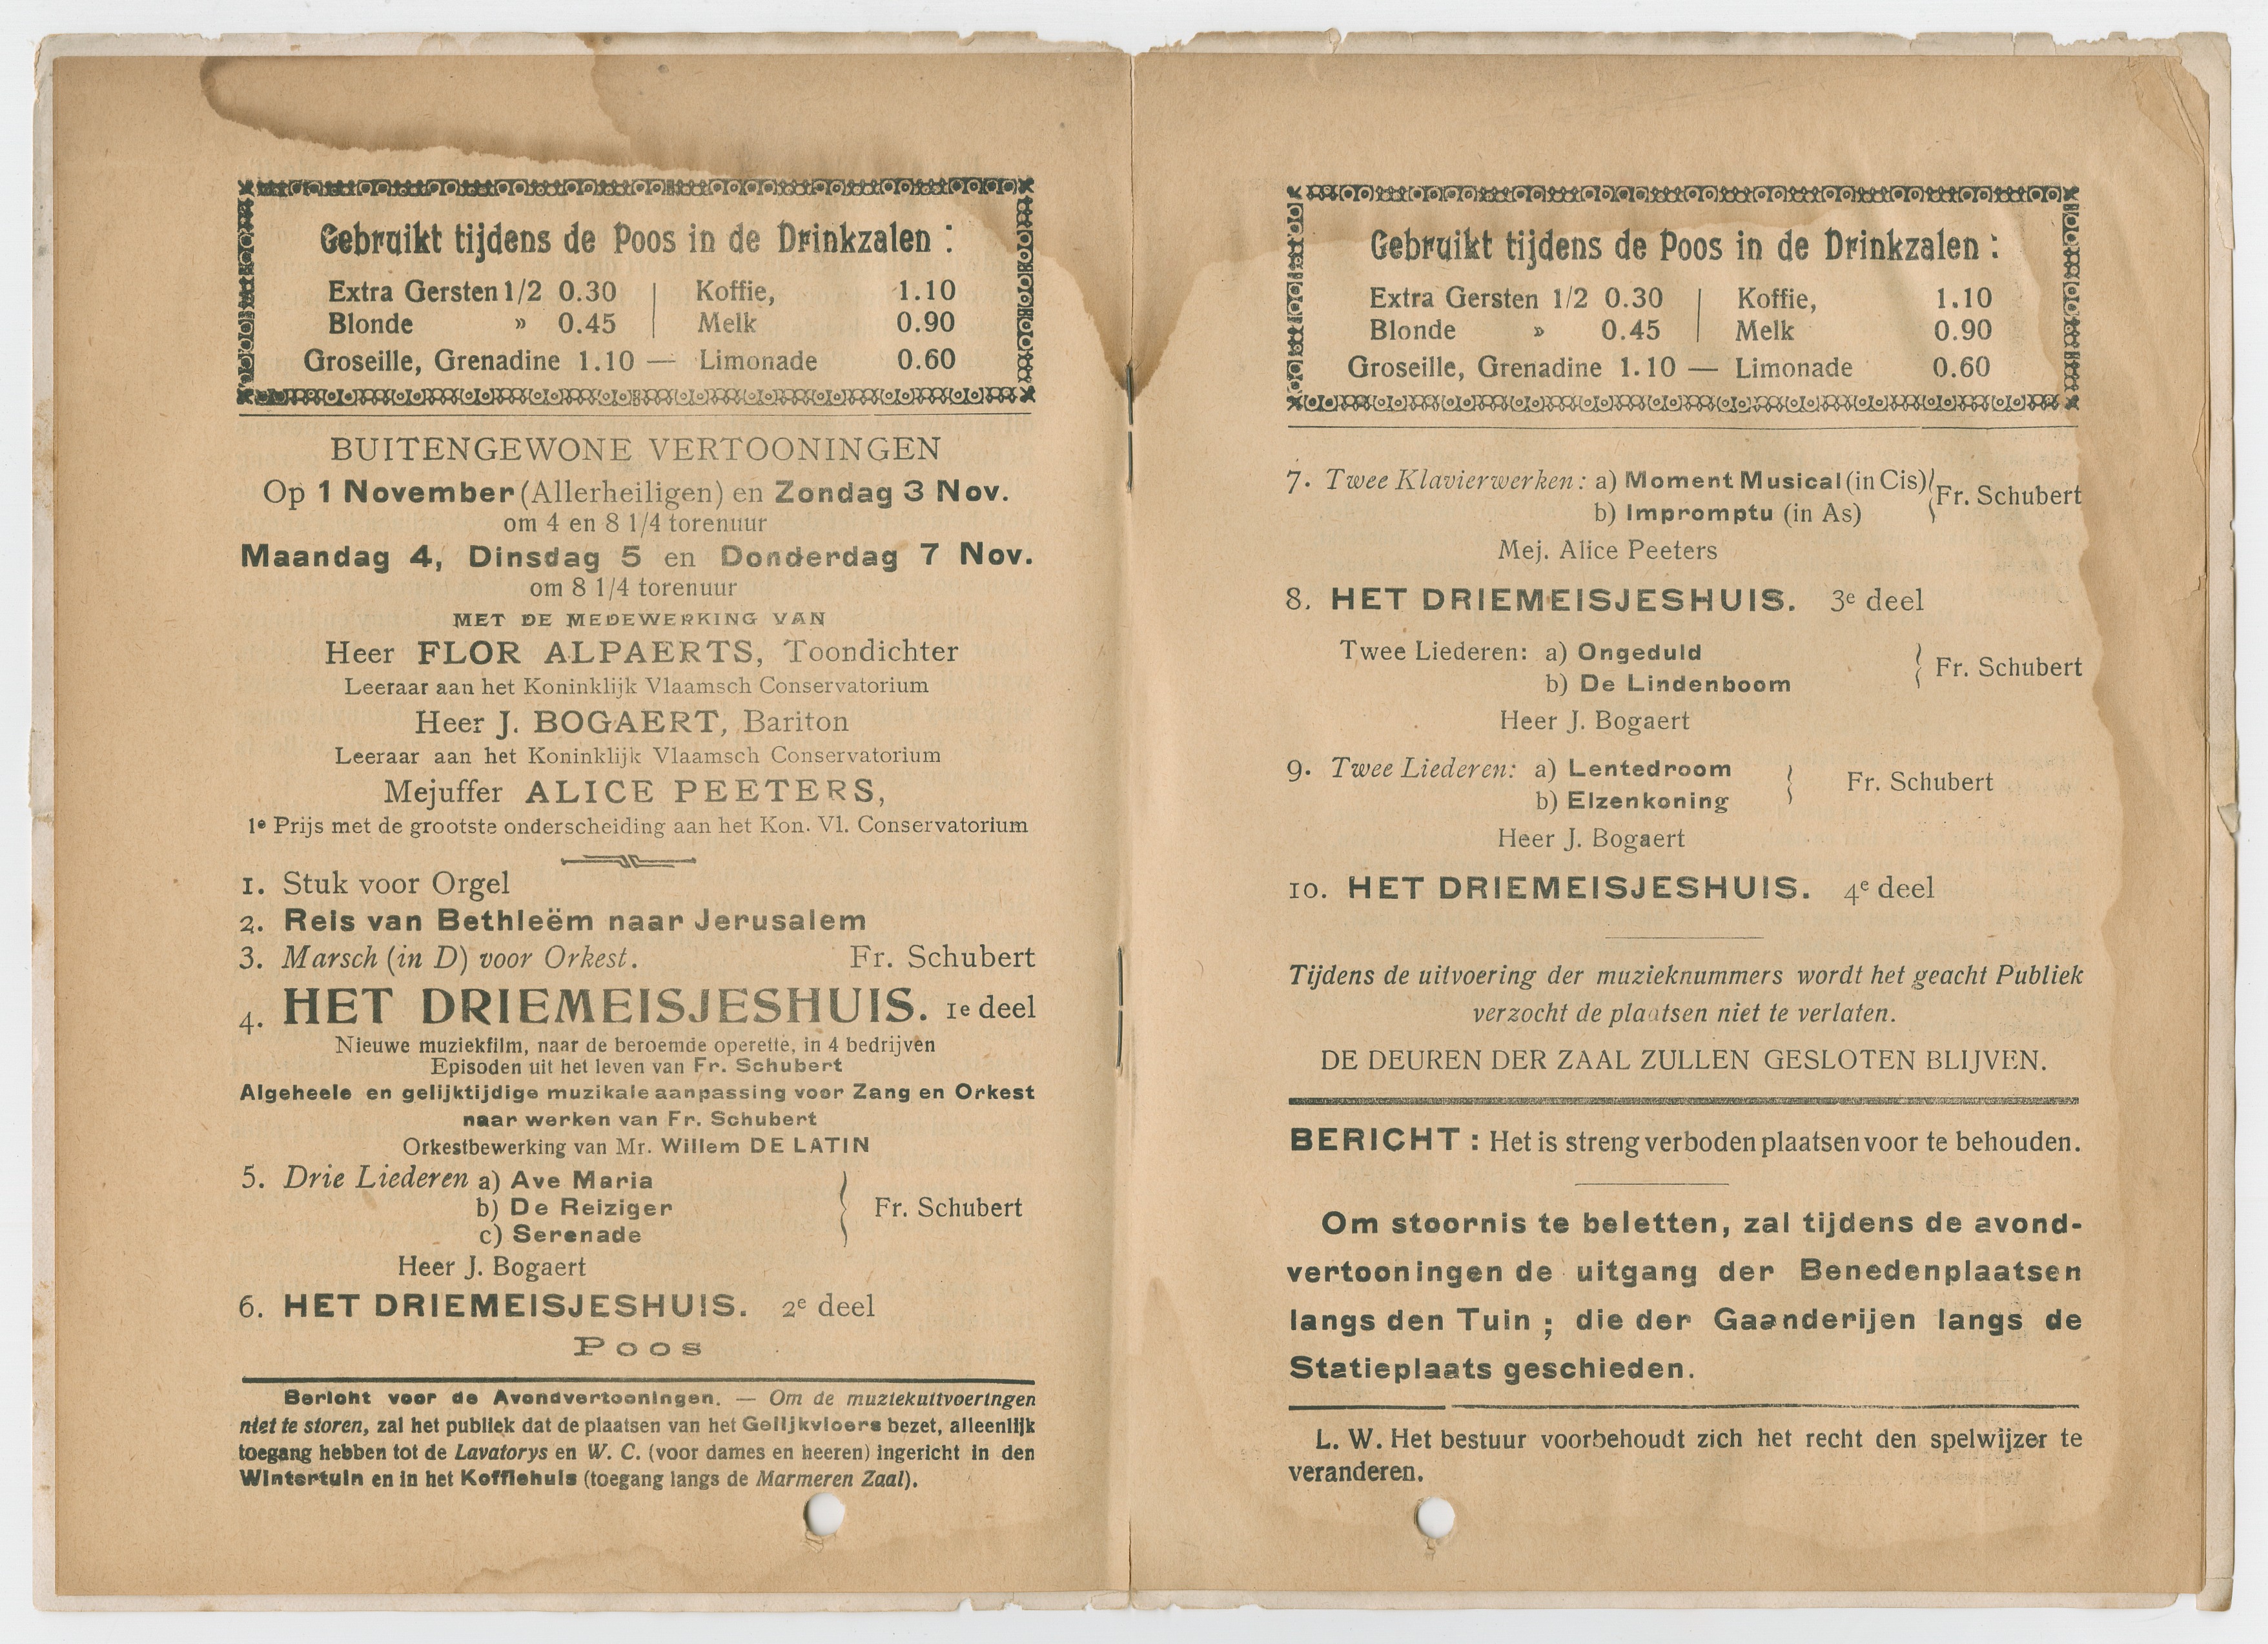 Gebruikt tijdens de Poos in de Drinkzalen :
Extra Gersten 1/2 0.30 | Koffie, 1.10
Blonde » 0.45 | Melk 0.90
Groseille, Grenadine 1.10 — Limonade 0.60
BUITENGEWONE VERTOONINGEN
Op 1 November (Allerheiligen) en Zondag 3 Nov.
om 4 en 8 1/4 torenuur
Maandag 4, Dinsdag 5 en Donderdag 7 Nov.
om 8 1/4 torenuur
MET DE MEDEWERKING VAN
Heer FLOR ALPAERTS, Toondichter
Leeraar aan het Koninklijk Vlaamsch Conservatorium
Heer J. BOGAERT, Bariton
Leeraar aan het Koninklijk Vlaamsch Conservatorium
Mejuffer ALICE PEETERS,
1e Prijs met de grootste onderscheiding aan het Kon. Vl. Conservatorium
1. Stuk voor Orgel
2. Reis van Bethleëm naar Jerusalem
3. Marsch (in D) voor Orkest. Fr. Schubert
4. HET DRIEMEISJESHUIS. 1e deel
Nieuwe muziekfilm, naar de beroemde operette, in 4 bedrijven
Episoden uit het leven van Fr. Schubert
Algeheele en gelijktijdige muzikale aanpassing voor Zang en Orkest
naar werken van Fr. Schubert
Orkestbewerking van Mr. Willem DE LATIN
5. Drie Liederen a) Ave Maria
b) De Reiziger } Fr. Schubert
c) Serenade
Heer J. Bogaert
6. HET DRIEMEISJESHUIS. 2e deel
Poos
Bericht voor de Avondvertooningen. — Om de muziekuitvoeringen
niet te storen, zal het publiek dat de plaatsen van het Gelijkvloers bezet, alleenlijk
toegang hebben tot de Lavatorys en W. C. (voor dames en heeren) ingericht in den
Wintertuin en in het Koffiehuis (toegang langs de Marmeren Zaal).
Gebruikt tijdens de Poos in de Drinkzalen :
Extra Gersten 1/2 0.30 | Koffie, 1.10
Blonde » 0.45 | Melk 0.90
Groseille, Grenadine 1.10 — Limonade 0.60
7. Twee Klavierwerken: a) Moment Musical (in Cis) } Fr. Schubert
b) Impromptu (in As)
Mej. Alice Peeters
8. HET DRIEMEISJESHUIS. 3e deel
Twee Liederen: a) Ongeduld } Fr. Schubert
b) De Lindenboom
Heer J. Bogaert
9. Twee Liederen: a) Lentedroom } Fr. Schubert
b) Elzenkoning
Heer J. Bogaert
10. HET DRIEMEISJESHUIS. 4e deel
Tijdens de uitvoering der muzieknummers wordt het geacht Publiek
verzocht de plaatsen niet te verlaten.
DE DEUREN DER ZAAL ZULLEN GESLOTEN BLIJVEN.
BERICHT : Het is streng verboden plaatsen voor te behouden.
Om stoornis te beletten, zal tijdens de avond-
vertooningen de uitgang der Benedenplaatsen
langs den Tuin ; die der Gaanderijen langs de
Statieplaats geschieden.
L. W. Het bestuur voorbehoudt zich het recht den spelwijzer te
veranderen.